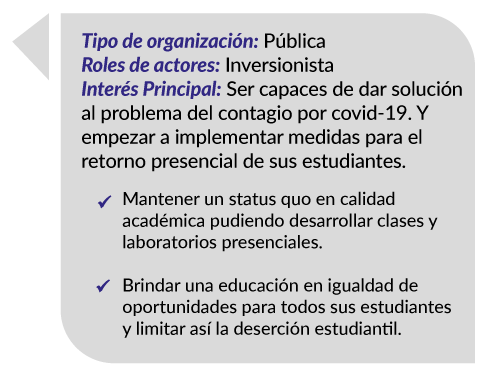 Tipo de organización: Pública
Roles de actores: Inversionista
Interés Principal: Ser capaces de dar solución
al problema del contagio por covid-19. Y
empezar a implementar medidas para el
retorno presencial de sus estudiantes.
✔ Mantener un status quo en calidad
académica pudiendo desarrollar clases y
laboratorios presenciales.
✔ Brindar una educación en igualdad de
oportunidades para todos sus estudiantes
y limitar así la deserción estudiantil.